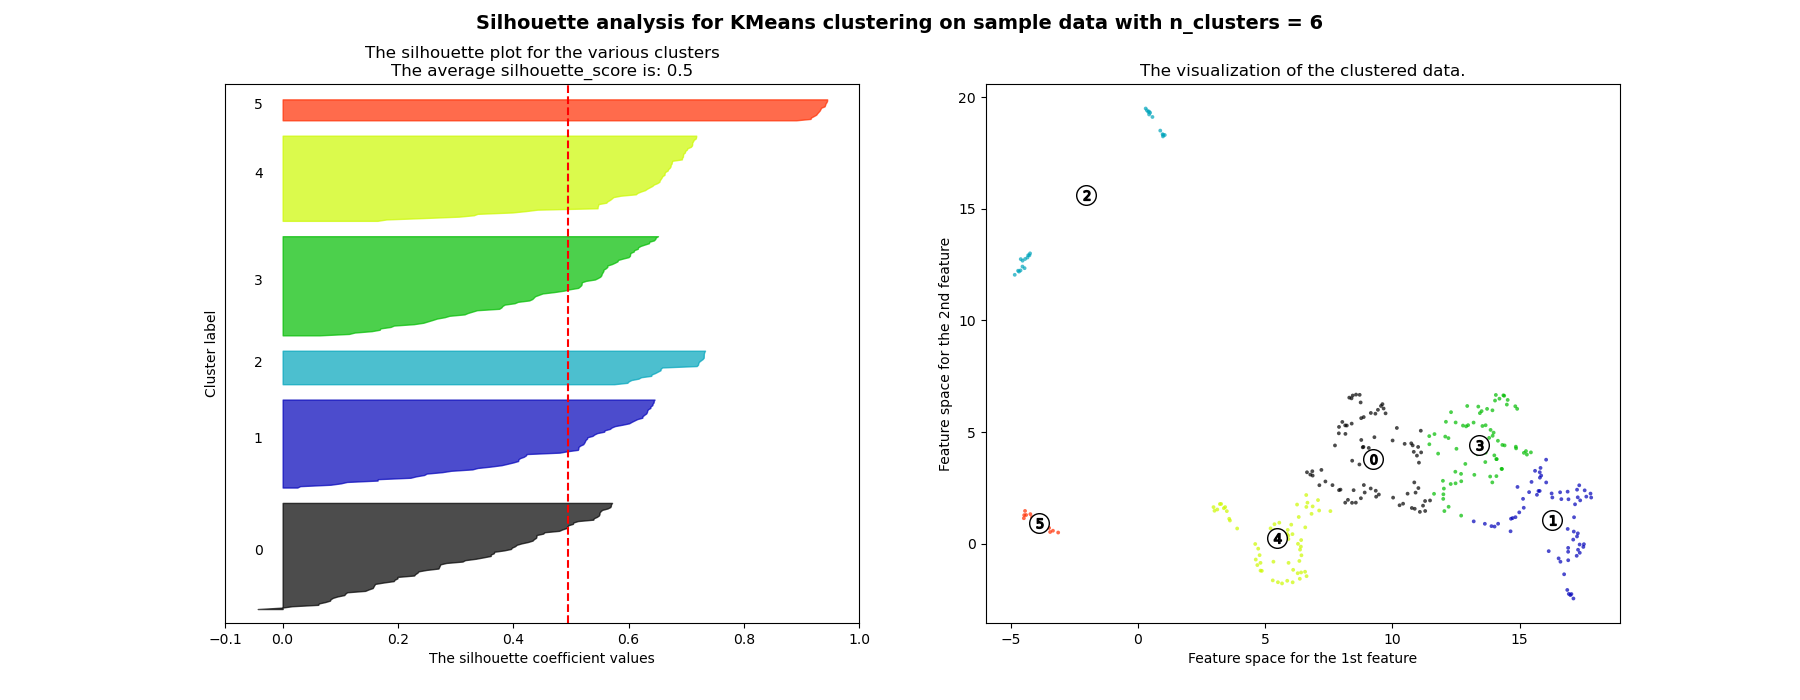 Silhouette analysis for KMeans clustering on sample data with n_clusters = 6
The silhouette plot for the various clusters
The average silhouette_score is: 0.5
5
4
3
2
1
0
Cluster label
−0.1 0.0 0.2 0.4 0.6 0.8 1.0
The silhouette coefficient values
The visualization of the clustered data.
20
15
10
5
0
Feature space for the 2nd feature
2
3
0
1
5
4
−5 0 5 10 15
Feature space for the 1st feature